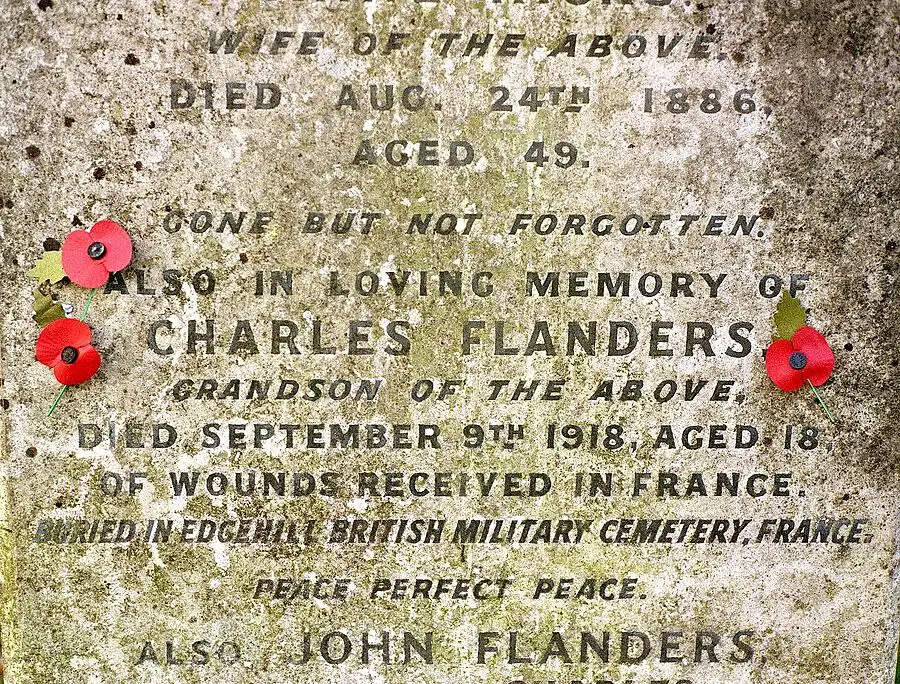 WIFE OF THE ABOVE.
DIED AUG. 24TH 1886,
AGED 49.
GONE BUT NOT FORGOTTEN.
ALSO IN LOVING MEMORY OF
CHARLES FLANDERS,
GRANDSON OF THE ABOVE,
DIED SEPTEMBER 9TH 1918, AGED 18,
OF WOUNDS RECEIVED IN FRANCE.
BURIED IN EDGEHILL BRITISH MILITARY CEMETERY, FRANCE.
PEACE PERFECT PEACE.
ALSO JOHN FLANDERS,